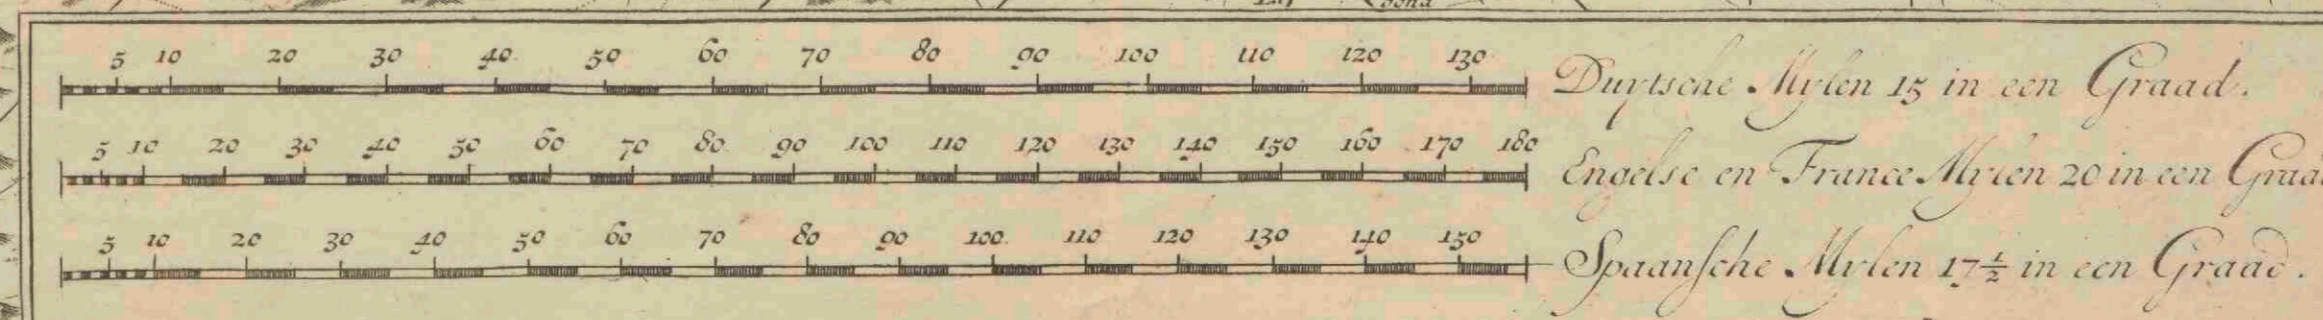 5 10 20 30 40 50 60 70 80 90 100 110 120 130 Duytsche Mylen 15 in een Graad.
5 10 20 30 40 50 60 70 80 90 100 110 120 130 140 150 160 170 180 Engelse en France Mylen 20 in een Graa
5 10 20 30 40 50 60 70 80 90 100 110 120 130 140 150 Spaansche Mylen 17½ in een Graad.